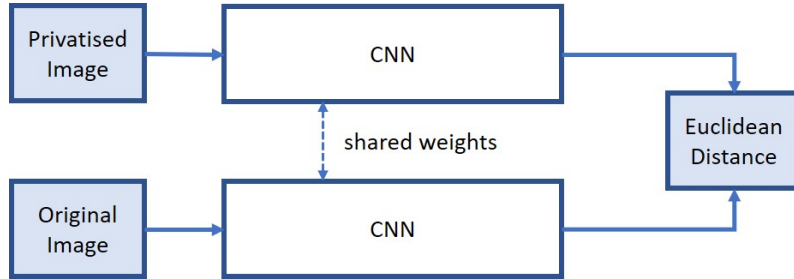 Privatised
Image
CNN
shared weights
Euclidean
Distance
Original
Image
CNN